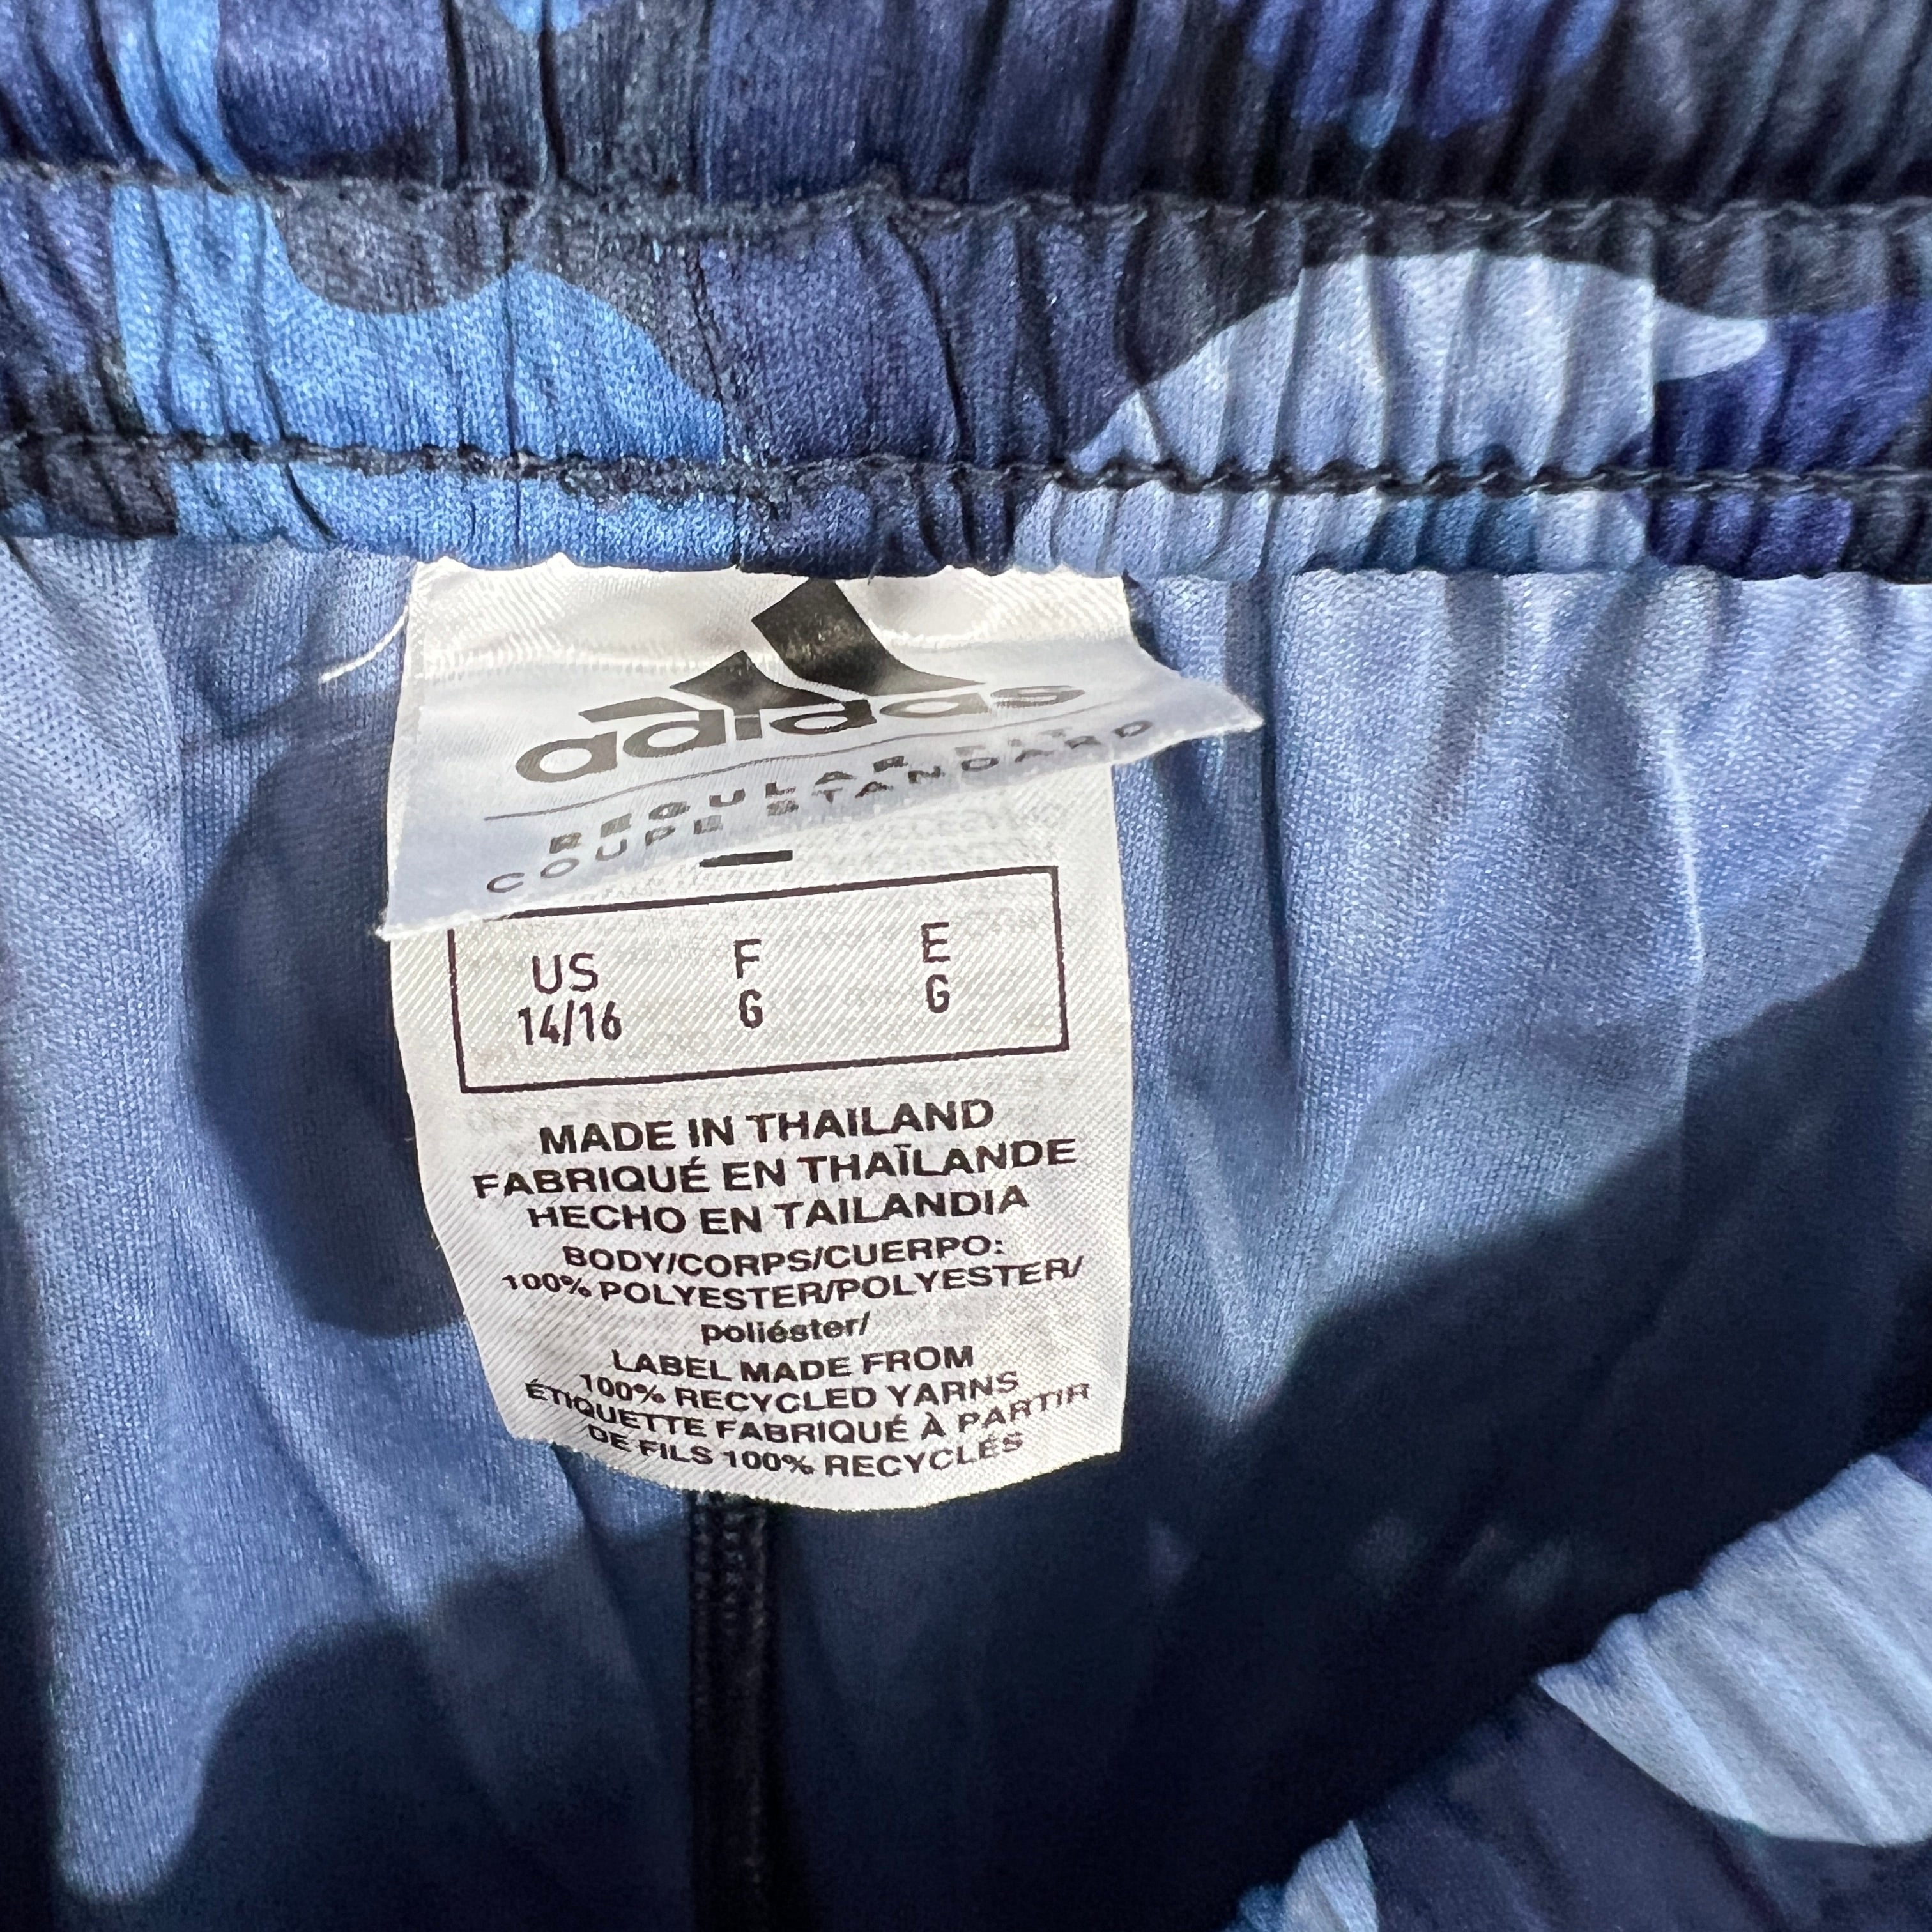 adidas
REGULAR FIT
COUPE STANDARD
US F E
14/16 G G
MADE IN THAILAND
FABRIQUÉ EN THAÏLANDE
HECHO EN TAILANDIA
BODY/CORPS/CUERPO:
100% POLYESTER/POLYESTER/
poliéster/
LABEL MADE FROM
100% RECYCLED YARNS
ÉTIQUETTE FABRIQUÉ À PARTIR
DE FILS 100% RECYCLÉS